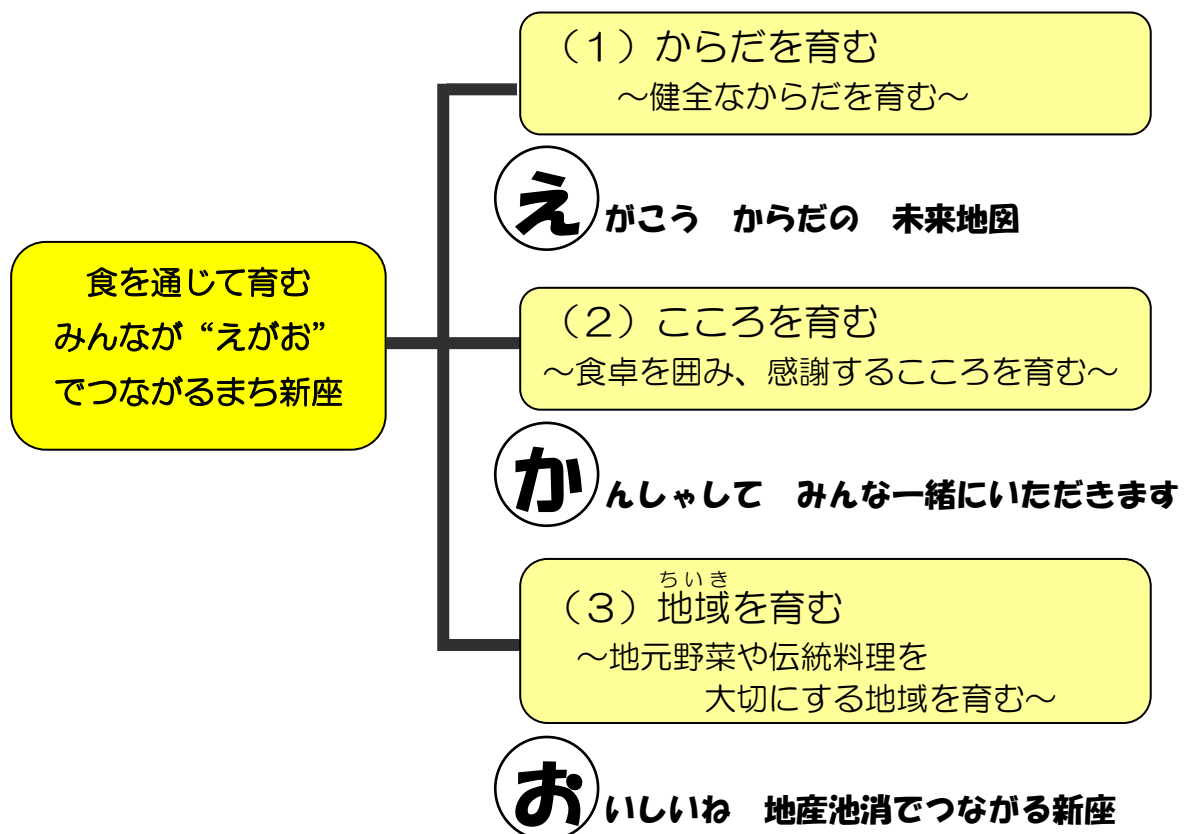 食を通じて育む
みんなが“えがお”
でつながるまち新座
（１）からだを育む
～健全なからだを育む～
えがこう　からだの　未来地図
（２）こころを育む
～食卓を囲み、感謝するこころを育む～
かんしゃして　みんな一緒にいただきます
ちいき
（３）地域を育む
～地元野菜や伝統料理を
大切にする地域を育む～
おいしいね　地産池消でつながる新座